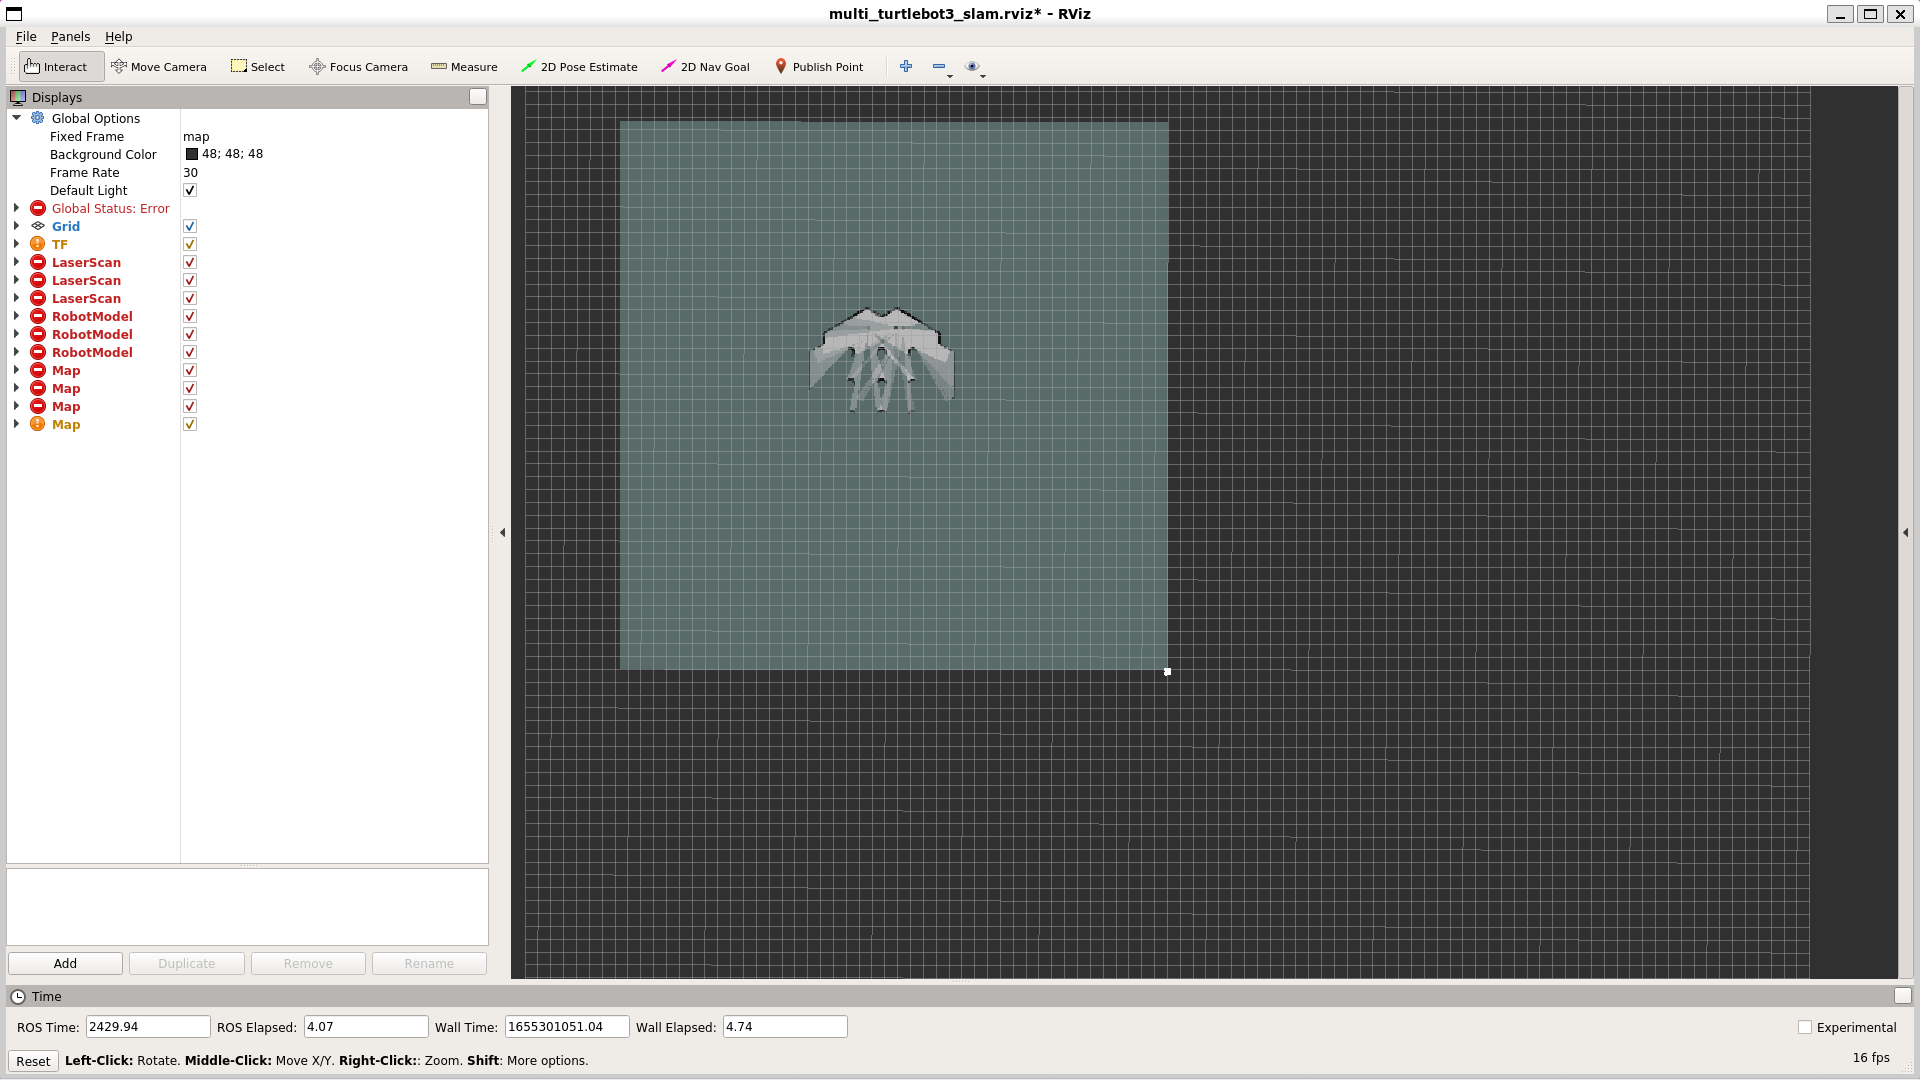 multi_turtlebot3_slam.rviz* - RViz
File Panels Help
Interact Move Camera Select Focus Camera Measure 2D Pose Estimate 2D Nav Goal Publish Point
Displays
Global Options
Fixed Frame map
Background Color 48; 48; 48
Frame Rate 30
Default Light
Global Status: Error
Grid
TF
LaserScan
LaserScan
LaserScan
RobotModel
RobotModel
RobotModel
Map
Map
Map
Map
Add Duplicate Remove Rename
Time
ROS Time: 2429.94 ROS Elapsed: 4.07 Wall Time: 1655301051.04 Wall Elapsed: 4.74 Experimental
Reset Left-Click: Rotate. Middle-Click: Move X/Y. Right-Click:: Zoom. Shift: More options. 16 fps